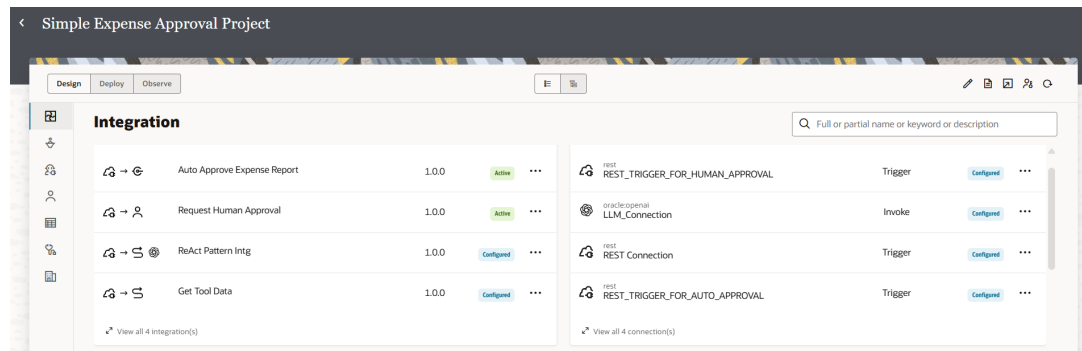 Simple Expense Approval Project
Design Deploy Observe
Integration
Full or partial name or keyword or description
Auto Approve Expense Report 1.0.0 Active
Request Human Approval 1.0.0 Active
ReAct Pattern Intg 1.0.0 Configured
Get Tool Data 1.0.0 Configured
View all 4 integration(s)
rest
REST_TRIGGER_FOR_HUMAN_APPROVAL Trigger Configured
oracle:openai
LLM_Connection Invoke Configured
rest
REST Connection Trigger Configured
rest
REST_TRIGGER_FOR_AUTO_APPROVAL Trigger Configured
View all 4 connection(s)